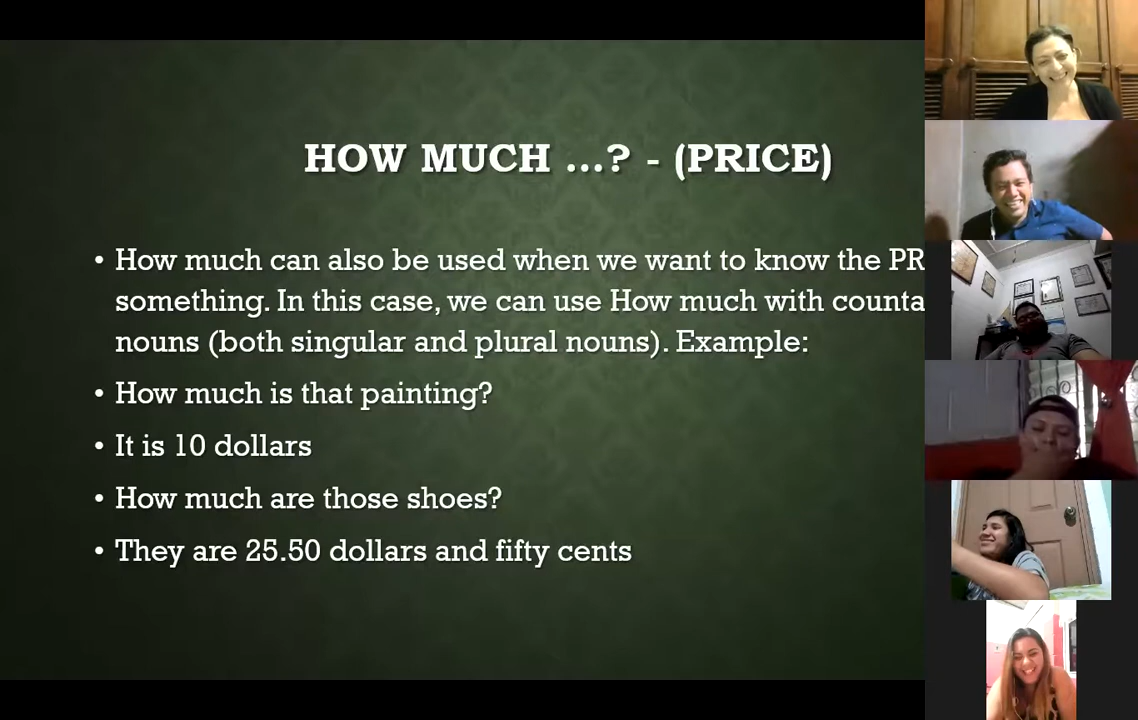 HOW MUCH ...? - (PRICE)
• How much can also be used when we want to know the
something. In this case, we can use How much with
nouns (both singular and plural nouns). Example:
• How much is that painting?
• It is 10 dollars
• How much are those shoes?
• They are 25.50 dollars and fifty cents